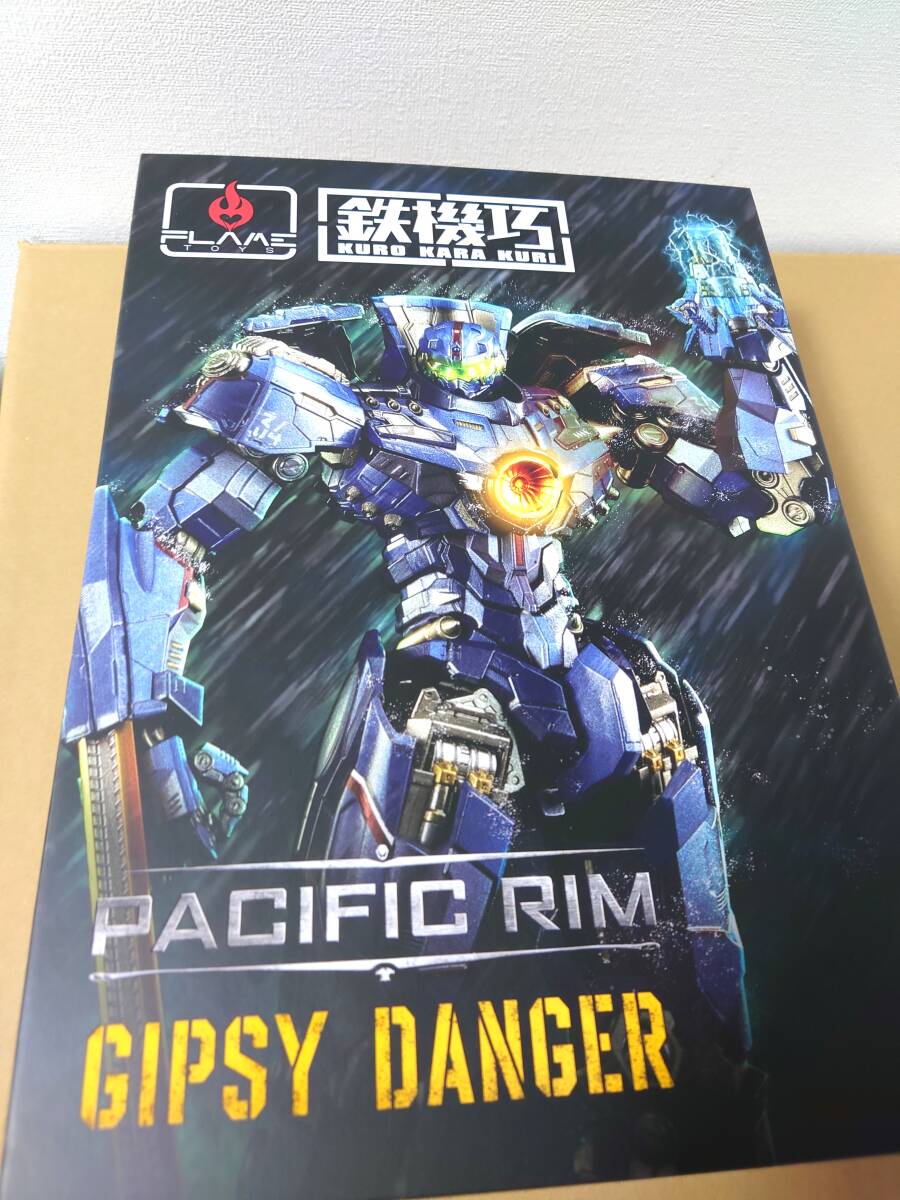 FLAME
TOYS
鉄機巧
KURO KARA KURI
34
PACIFIC RIM
GIPSY DANGER